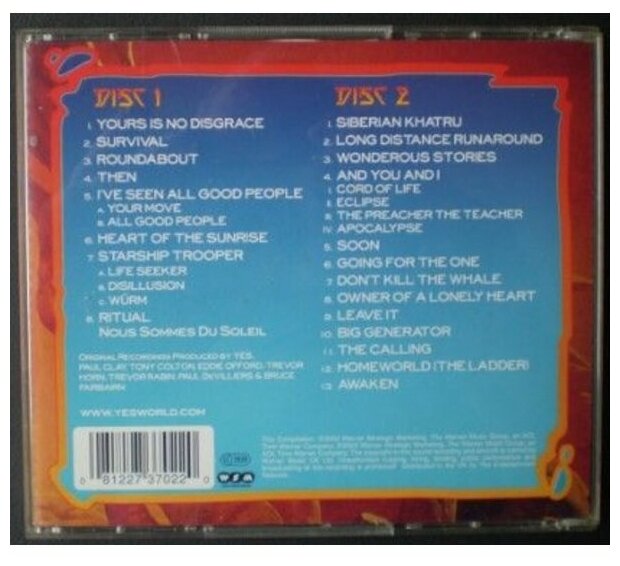 DISC 1
1. YOURS IS NO DISGRACE
2. SURVIVAL
3. ROUNDABOUT
4. THEN
5. I'VE SEEN ALL GOOD PEOPLE
A. YOUR MOVE
B. ALL GOOD PEOPLE
6. HEART OF THE SUNRISE
7. STARSHIP TROOPER
A. LIFE SEEKER
B. DISILLUSION
C. WÜRM
8. RITUAL
NOUS SOMMES DU SOLEIL
ORIGINAL RECORDINGS PRODUCED BY YES,
PAUL CLAY, TONY COLTON, EDDIE OFFORD, TREVOR
HORN, TREVOR RABIN, PAUL DEVILLIERS & BRUCE
FAIRBAIRN
WWW.YESWORLD.COM
0 81227 37022 0
DISC 2
1. SIBERIAN KHATRU
2. LONG DISTANCE RUNAROUND
3. WONDEROUS STORIES
4. AND YOU AND I
I. CORD OF LIFE
II. ECLIPSE
III. THE PREACHER THE TEACHER
IV. APOCALYPSE
5. SOON
6. GOING FOR THE ONE
7. DON'T KILL THE WHALE
8. OWNER OF A LONELY HEART
9. LEAVE IT
10. BIG GENERATOR
11. THE CALLING
12. HOMEWORLD (THE LADDER)
13. AWAKEN
WSM